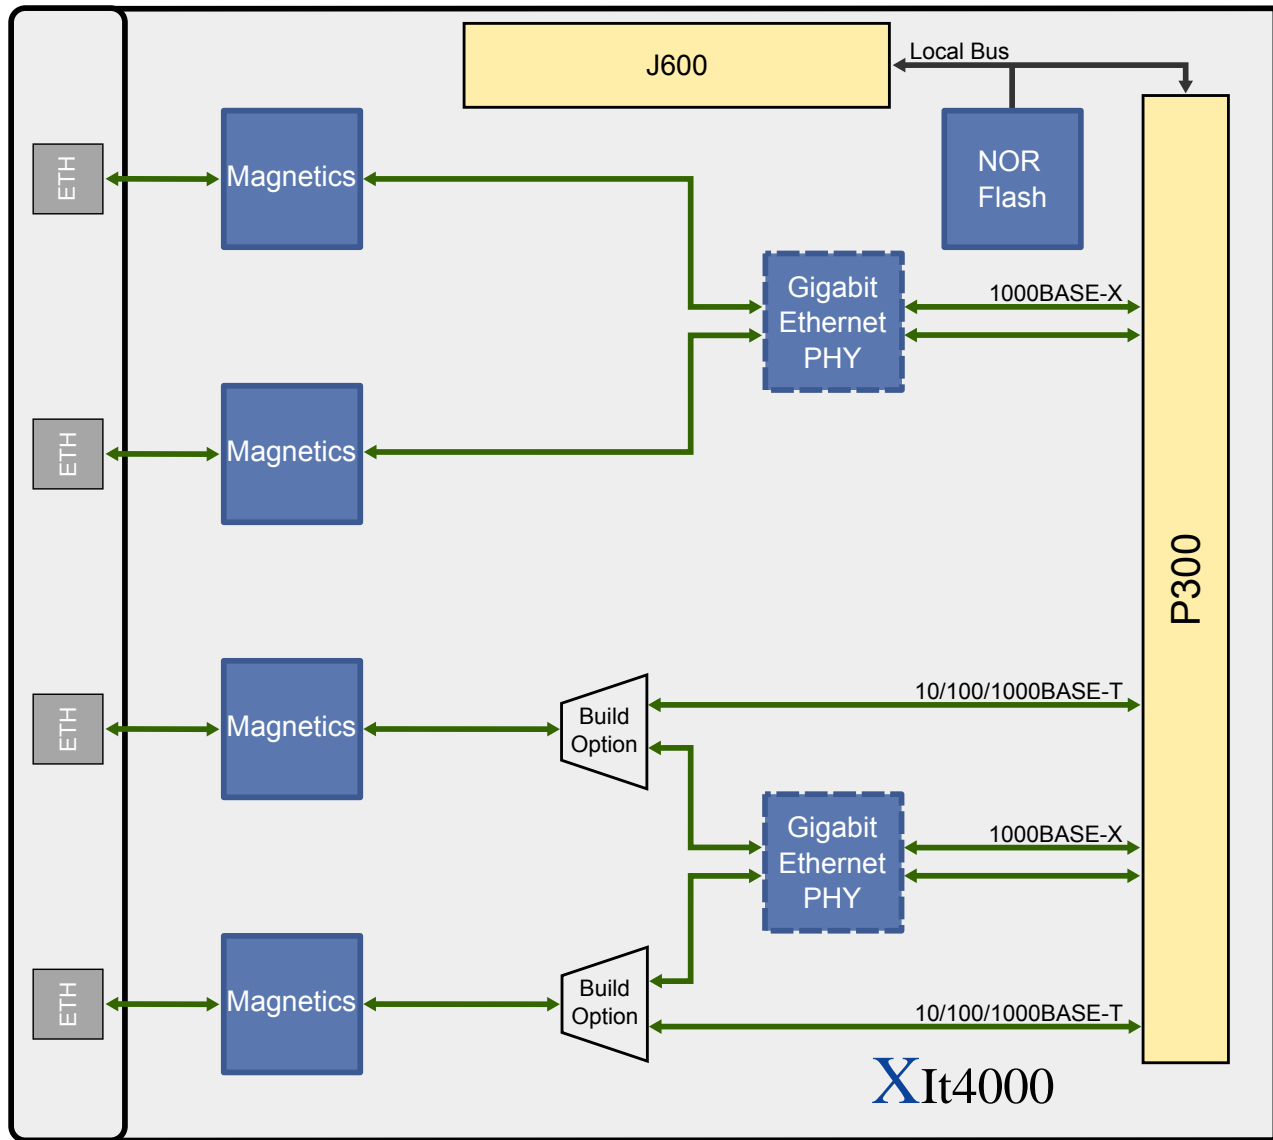 J600
Local Bus
NOR
Flash
ETH
Magnetics
Gigabit
Ethernet
PHY
1000BASE-X
ETH
Magnetics
P300
ETH
Magnetics
Build
Option
10/100/1000BASE-T
Gigabit
Ethernet
PHY
1000BASE-X
ETH
Magnetics
Build
Option
10/100/1000BASE-T
XIt4000